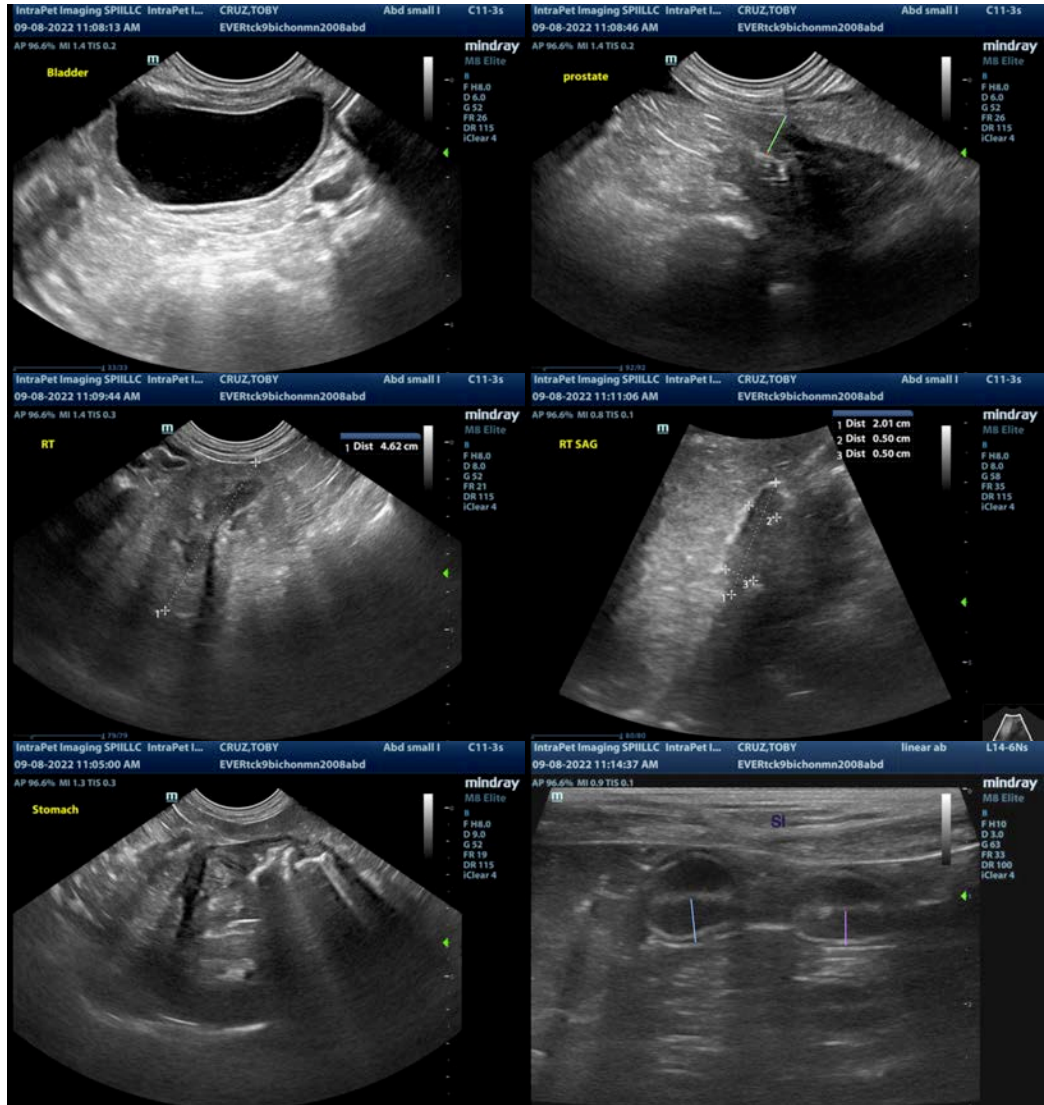 IntraPet Imaging SPIILLC IntraPet I... CRUZ,TOBY Abd small I C11-3s
09-08-2022 11:08:13 AM EVERtck9bichonmn2008abd
AP 96.6% MI 1.4 TIS 0.2
mindray
M8 Elite
Bladder
m
B
F H8.0
D 6.0
G 52
FR 26
DR 115
iClear 4
33/33
IntraPet Imaging SPIILLC IntraPet I... CRUZ,TOBY Abd small I C11-3s
09-08-2022 11:08:46 AM EVERtck9bichonmn2008abd
AP 96.6% MI 1.4 TIS 0.2
mindray
M8 Elite
prostate
m
B
F H8.0
D 6.0
G 52
FR 26
DR 115
iClear 4
92/92
IntraPet Imaging SPIILLC IntraPet I... CRUZ,TOBY Abd small I C11-3s
09-08-2022 11:09:44 AM EVERtck9bichonmn2008abd
AP 96.6% MI 1.4 TIS 0.3
mindray
M8 Elite
RT
m
1 Dist 4.62 cm
B
F H8.0
D 8.0
G 52
FR 21
DR 115
iClear 4
1
79/79
IntraPet Imaging SPIILLC IntraPet I... CRUZ,TOBY Abd small I C11-3s
09-08-2022 11:11:06 AM EVERtck9bichonmn2008abd
AP 96.6% MI 0.8 TIS 0.1
mindray
M8 Elite
RT SAG
m
1 Dist 2.01 cm
2 Dist 0.50 cm
3 Dist 0.50 cm
B
F H8.0
D 8.0
G 58
FR 35
DR 115
iClear 4
2
3
1
80/80
IntraPet Imaging SPIILLC IntraPet I... CRUZ,TOBY Abd small I C11-3s
09-08-2022 11:05:00 AM EVERtck9bichonmn2008abd
AP 96.6% MI 1.3 TIS 0.3
mindray
M8 Elite
Stomach
m
B
F H8.0
D 9.0
G 52
FR 19
DR 115
iClear 4
IntraPet Imaging SPIILLC IntraPet I... CRUZ,TOBY linear ab L14-6Ns
09-08-2022 11:14:37 AM EVERtck9bichonmn2008abd
AP 96.6% MI 0.9 TIS 0.1
mindray
M8 Elite
m
SI
B
F H10
D 3.0
G 63
FR 33
DR 100
iClear 4